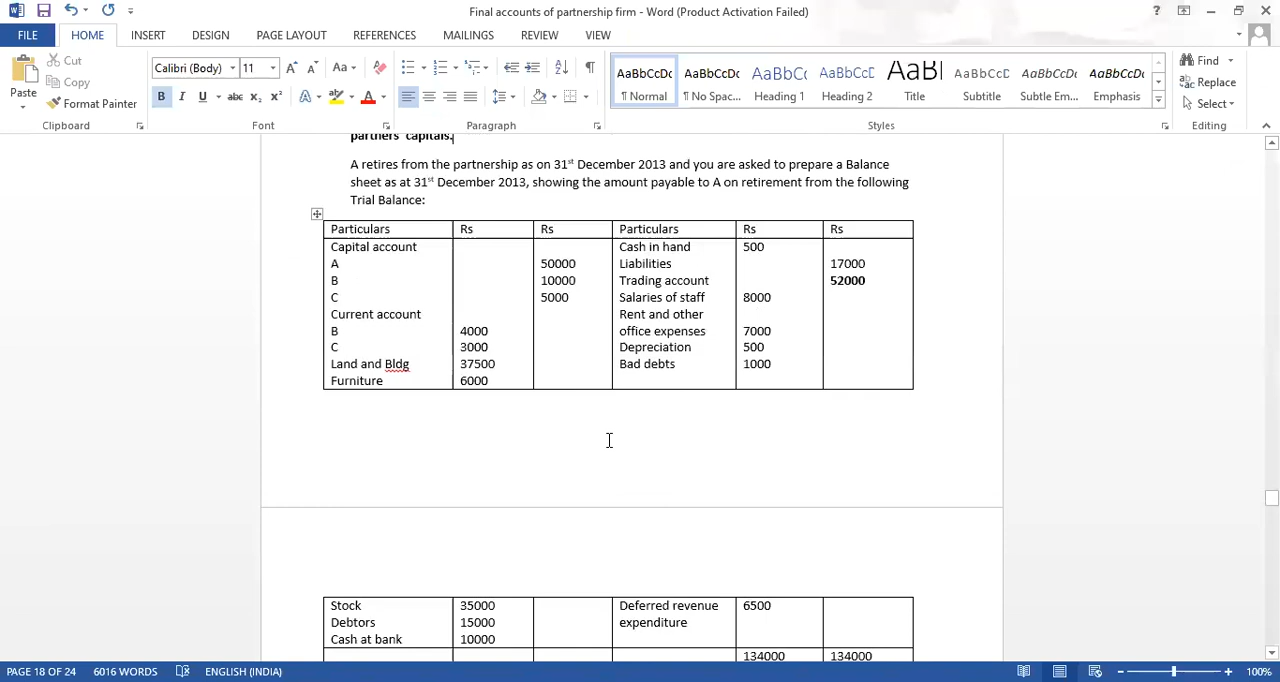 Final accounts of partnership firm - Word (Product Activation Failed)
FILE HOME INSERT DESIGN PAGE LAYOUT REFERENCES MAILINGS REVIEW VIEW
Paste
Cut
Copy
Format Painter
Clipboard
Calibri (Body) 11
Font
Paragraph
AaBbCcDc AaBbCcDc AaBbCc AaBbCcD AaBl AaBbCcD AaBbCcDc AaBbCcDc
¶ Normal ¶ No Spac... Heading 1 Heading 2 Title Subtitle Subtle Em... Emphasis
Styles
Find
Replace
Select
Editing
partners' capitals.
A retires from the partnership as on 31st December 2013 and you are asked to prepare a Balance
sheet as at 31st December 2013, showing the amount payable to A on retirement from the following
Trial Balance:
Particulars Rs Rs Particulars Rs Rs
Capital account Cash in hand 500
A 50000 Liabilities 17000
B 10000 Trading account 52000
C 5000 Salaries of staff 8000
Current account Rent and other
B 4000 office expenses 7000
C 3000 Depreciation 500
Land and Bldg 37500 Bad debts 1000
Furniture 6000
Stock 35000 Deferred revenue 6500
Debtors 15000 expenditure
Cash at bank 10000
134000 134000
PAGE 18 OF 24 6016 WORDS ENGLISH (INDIA) 100%